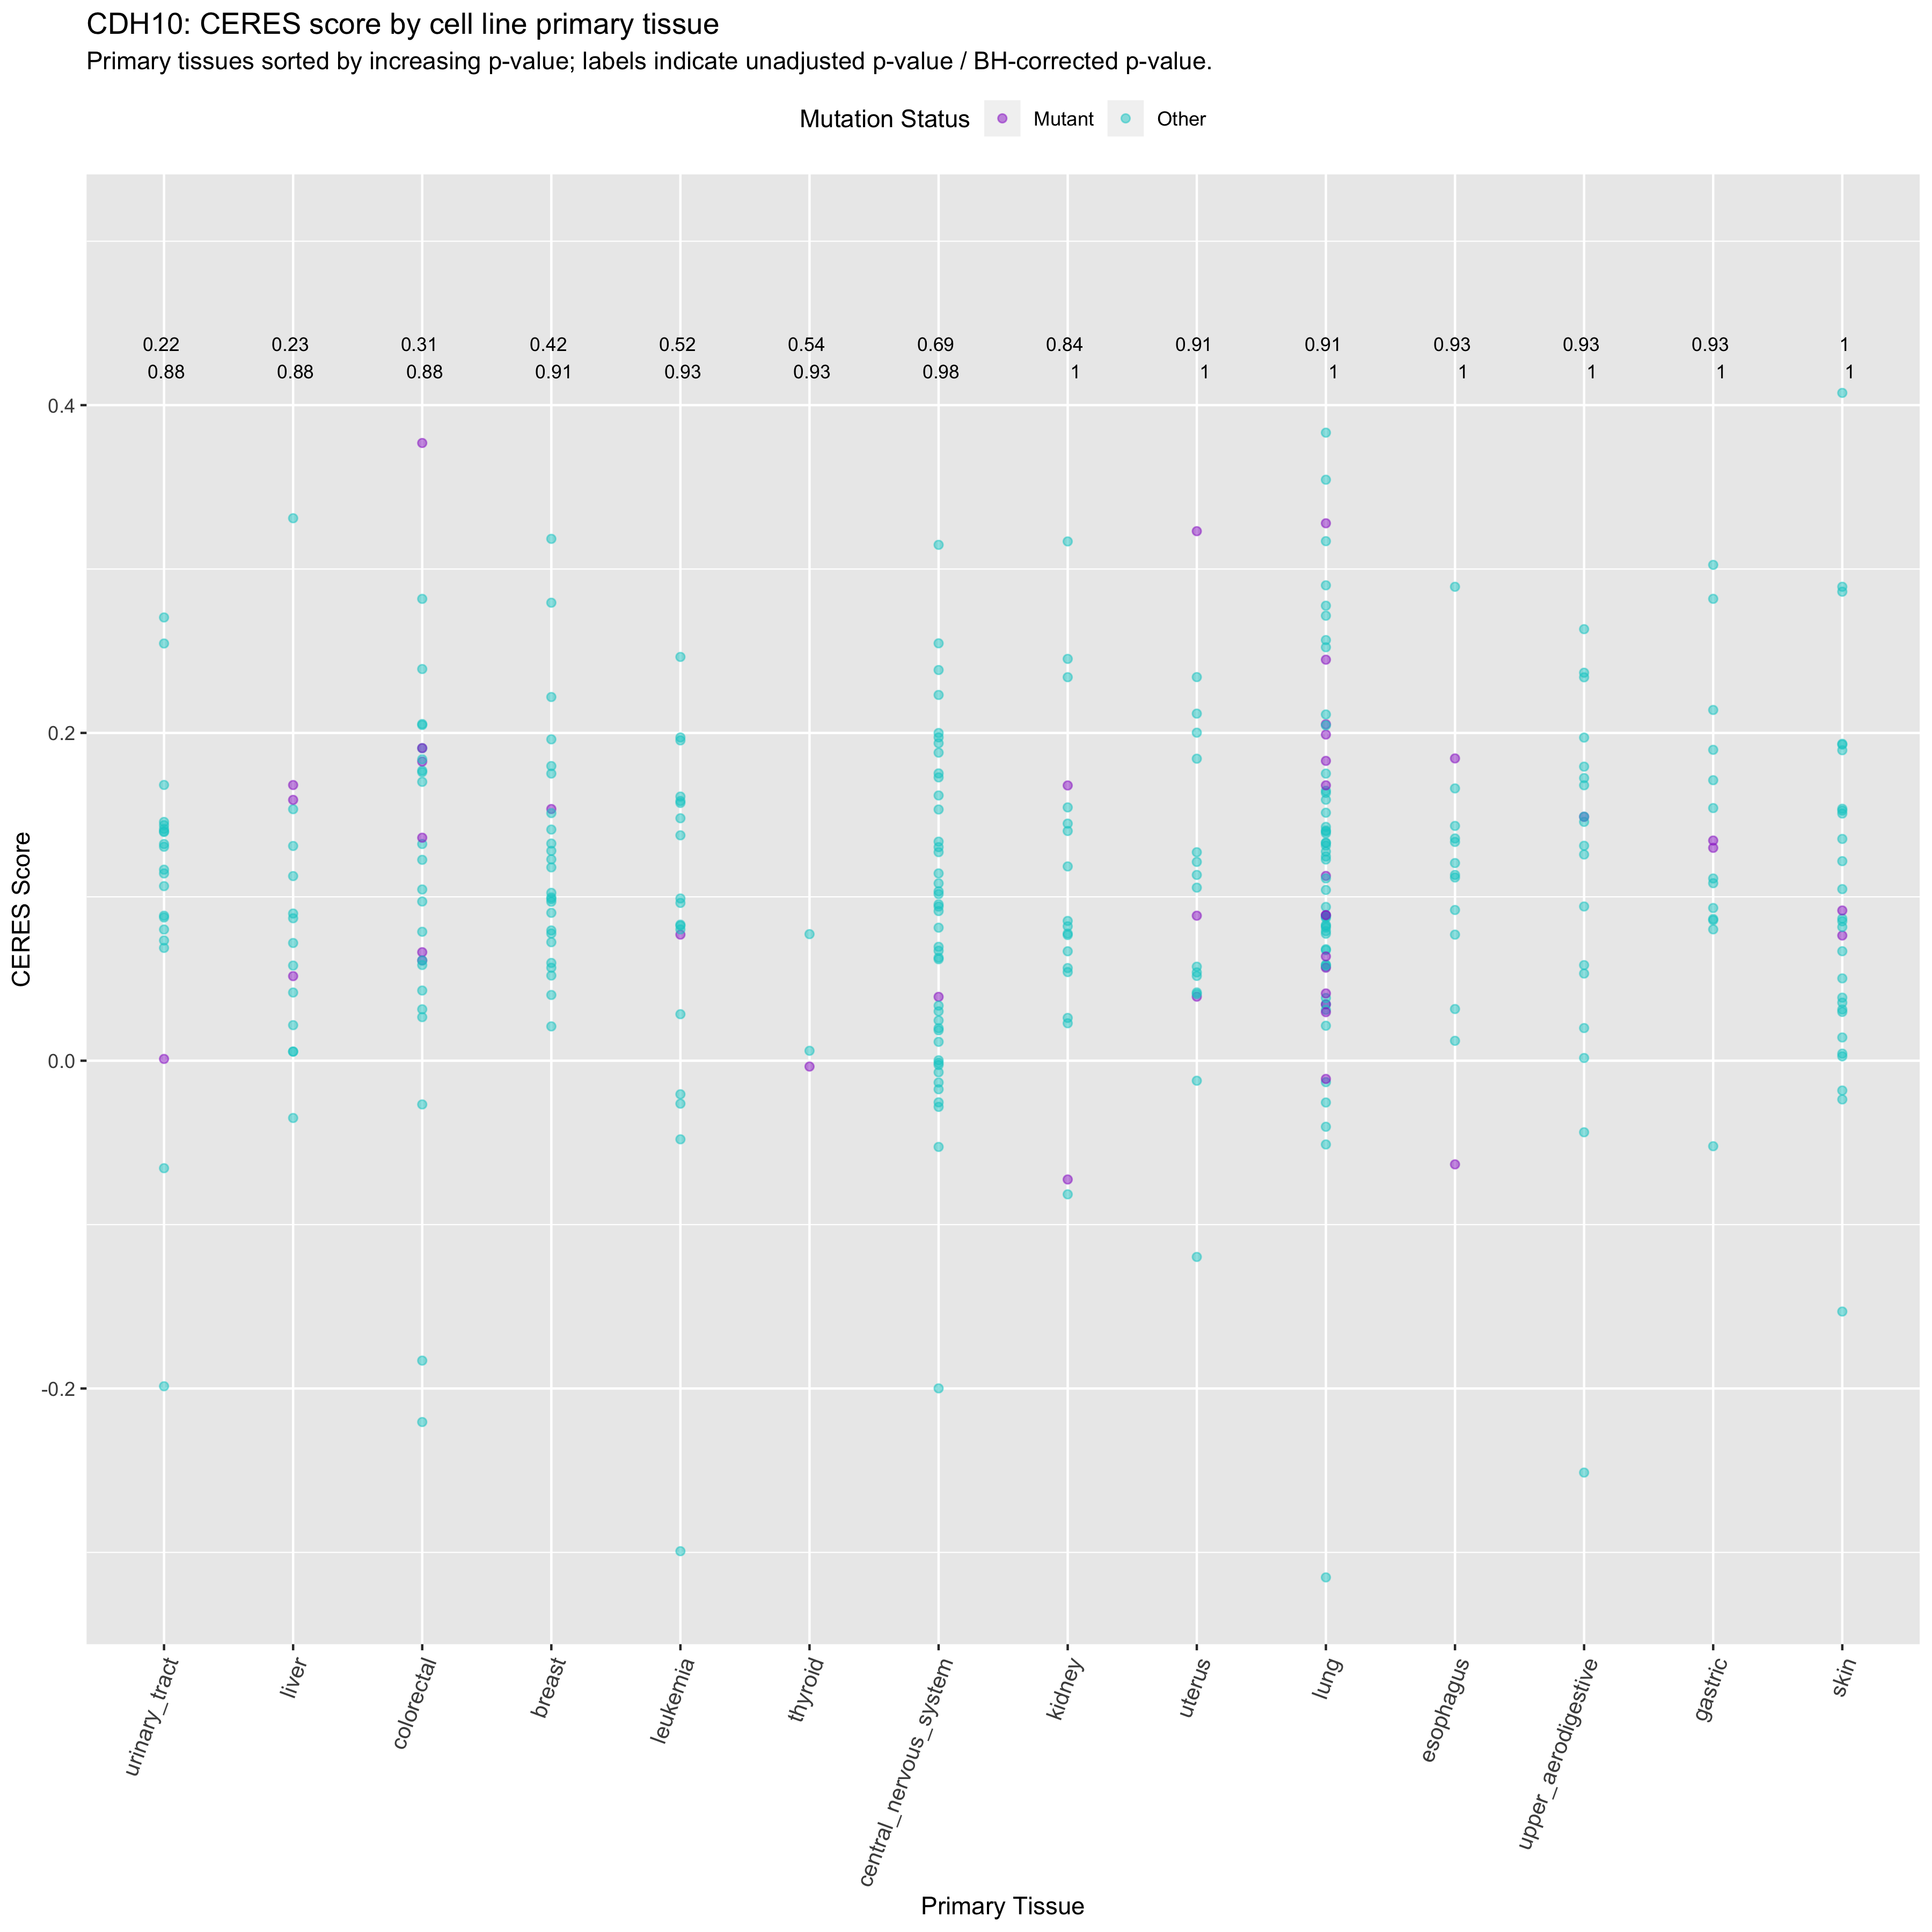 CDH10: CERES score by cell line primary tissue
Primary tissues sorted by increasing p-value; labels indicate unadjusted p-value / BH-corrected p-value.
Mutation Status Mutant Other
0.22 0.23 0.31 0.42 0.52 0.54 0.69 0.84 0.91 0.91 0.93 0.93 0.93 1
0.88 0.88 0.88 0.91 0.93 0.93 0.98 1 1 1 1 1 1 1
0.4
0.2
0.0
-0.2
CERES Score
urinary_tract
liver
colorectal
breast
leukemia
thyroid
central_nervous_system
kidney
uterus
lung
esophagus
upper_aerodigestive
gastric
skin
Primary Tissue